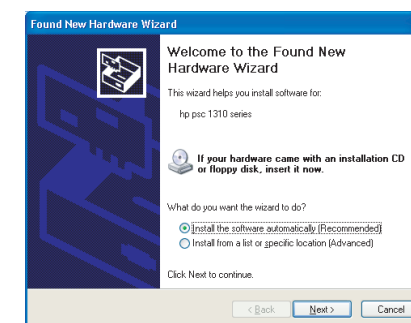 Found New Hardware Wizard
Welcome to the Found New
Hardware Wizard
This wizard helps you install software for:
hp psc 1310 series
If your hardware came with an installation CD
or floppy disk, insert it now.
What do you want the wizard to do?
Install the software automatically (Recommended)
Install from a list or specific location (Advanced)
Click Next to continue.
< Back Next > Cancel